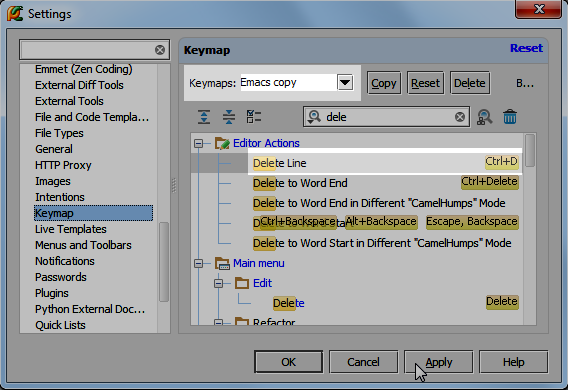 Settings
Keymap
Reset
Emmet (Zen Coding)
External Diff Tools
External Tools
File and Code Templa...
File Types
General
HTTP Proxy
Images
Intentions
Keymap
Live Templates
Menus and Toolbars
Notifications
Passwords
Plugins
Python External Doc...
Quick Lists
Keymaps: Emacs copy Copy Reset Delete B...
dele
Editor Actions
Delete Line Ctrl+D
Delete to Word End Ctrl+Delete
Delete to Word End in Different "CamelHumps" Mode
Ctrl+Backspace Alt+Backspace Escape, Backspace
Delete to Word Start in Different "CamelHumps" Mode
Main menu
Edit
Delete Delete
Refactor
OK Cancel Apply Help